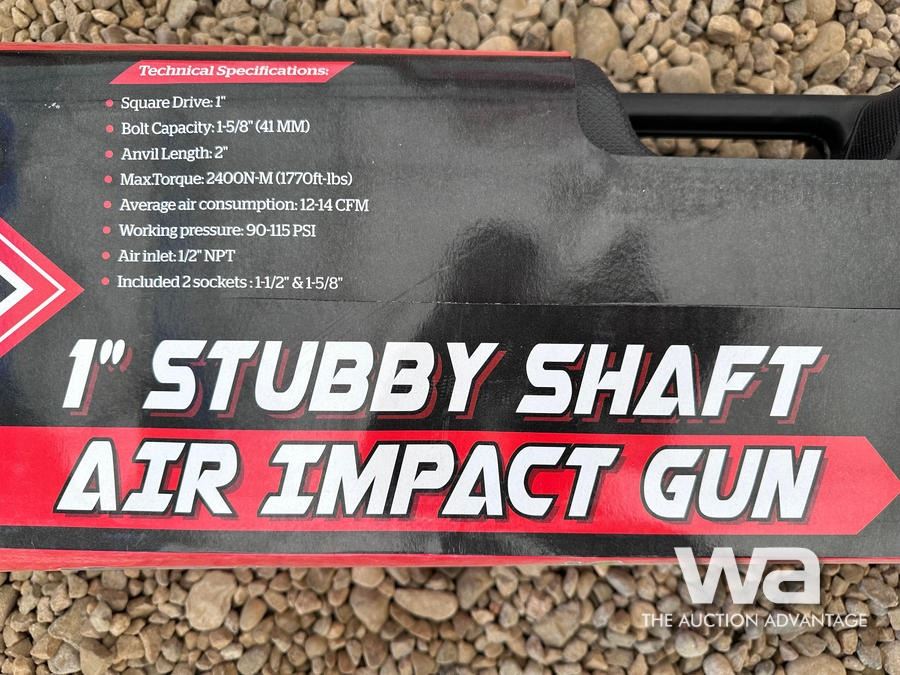 Technical Specifications:
Square Drive: 1"
Bolt Capacity: 1-5/8" (41 MM)
Anvil Length: 2"
Max.Torque: 2400N-M (1770ft-lbs)
Average air consumption: 12-14 CFM
Working pressure: 90-115 PSI
Air inlet: 1/2" NPT
Included 2 sockets : 1-1/2" & 1-5/8"
1" STUBBY SHAFT
AIR IMPACT GUN
wa
THE AUCTION ADVANTAGE